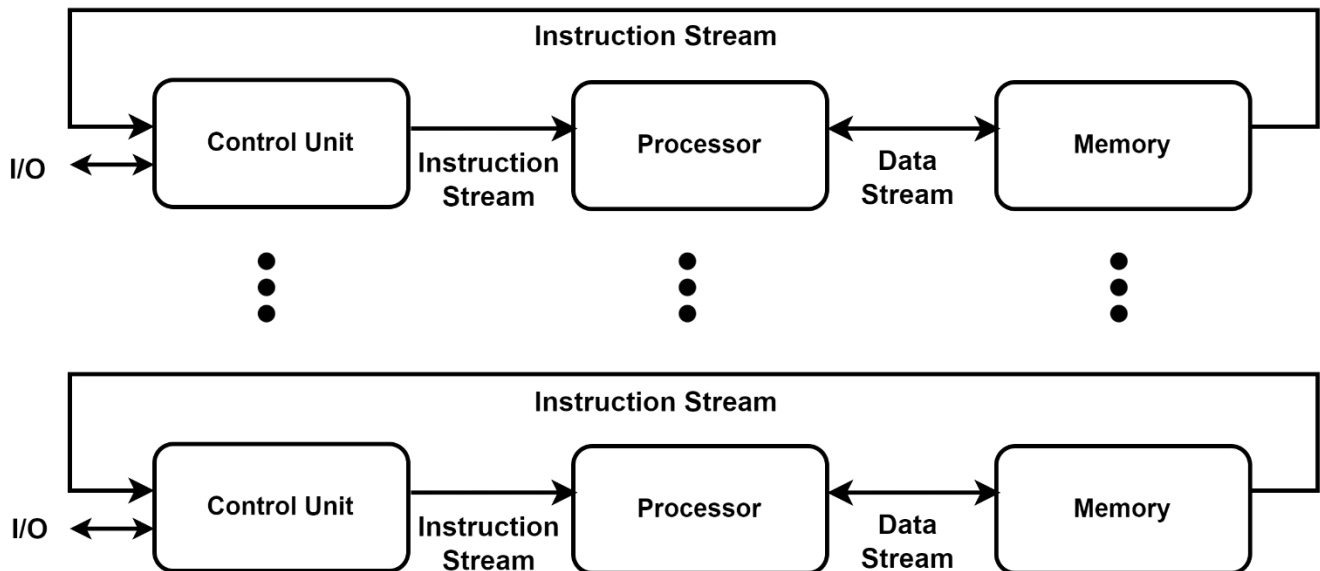 Instruction Stream
Control Unit
Processor
Memory
I/O
Instruction
Stream
Data
Stream
Instruction Stream
Control Unit
Processor
Memory
I/O
Instruction
Stream
Data
Stream